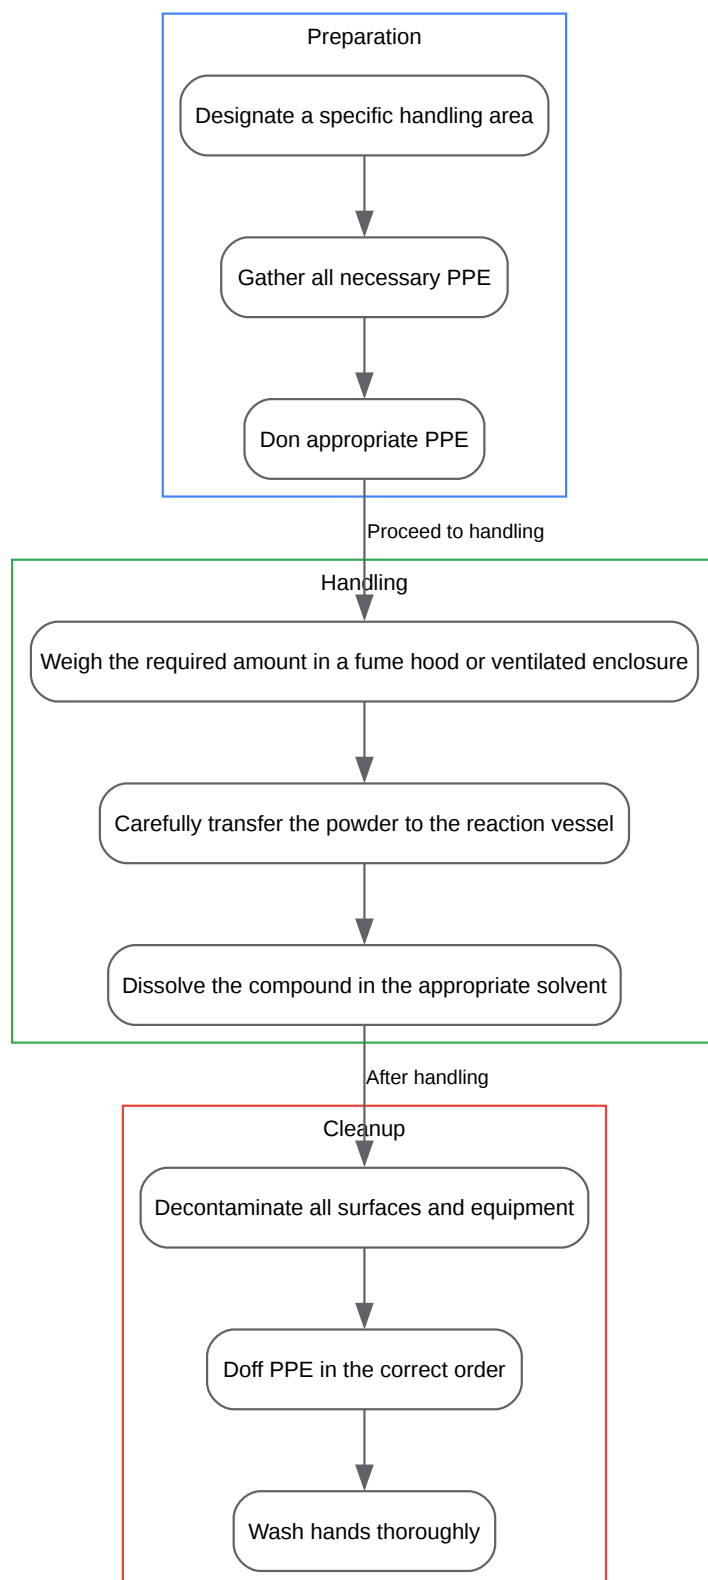 Preparation
Designate a specific handling area
Gather all necessary PPE
Don appropriate PPE
Proceed to handling
Handling
Weigh the required amount in a fume hood or ventilated enclosure
Carefully transfer the powder to the reaction vessel
Dissolve the compound in the appropriate solvent
After handling
Cleanup
Decontaminate all surfaces and equipment
Doff PPE in the correct order
Wash hands thoroughly